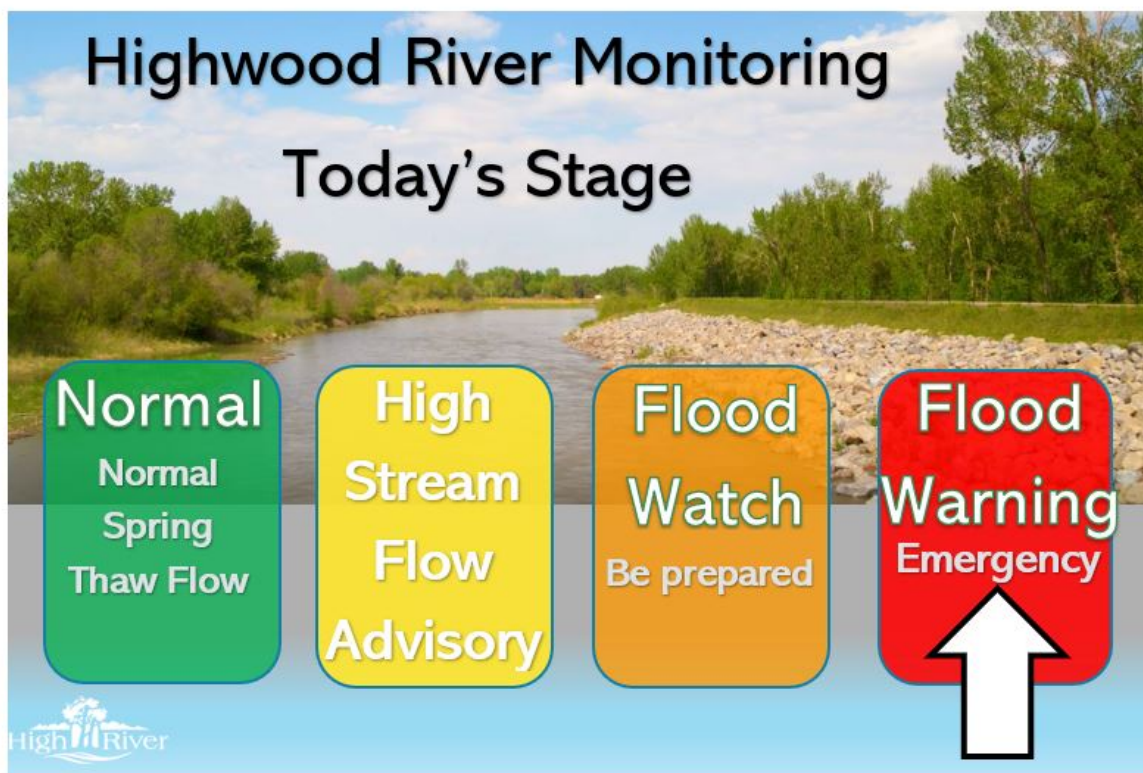 Highwood River Monitoring
Today's Stage
Normal
Normal
Spring
Thaw Flow
High
Stream
Flow
Advisory
Flood
Watch
Be prepared
Flood
Warning
Emergency
High River